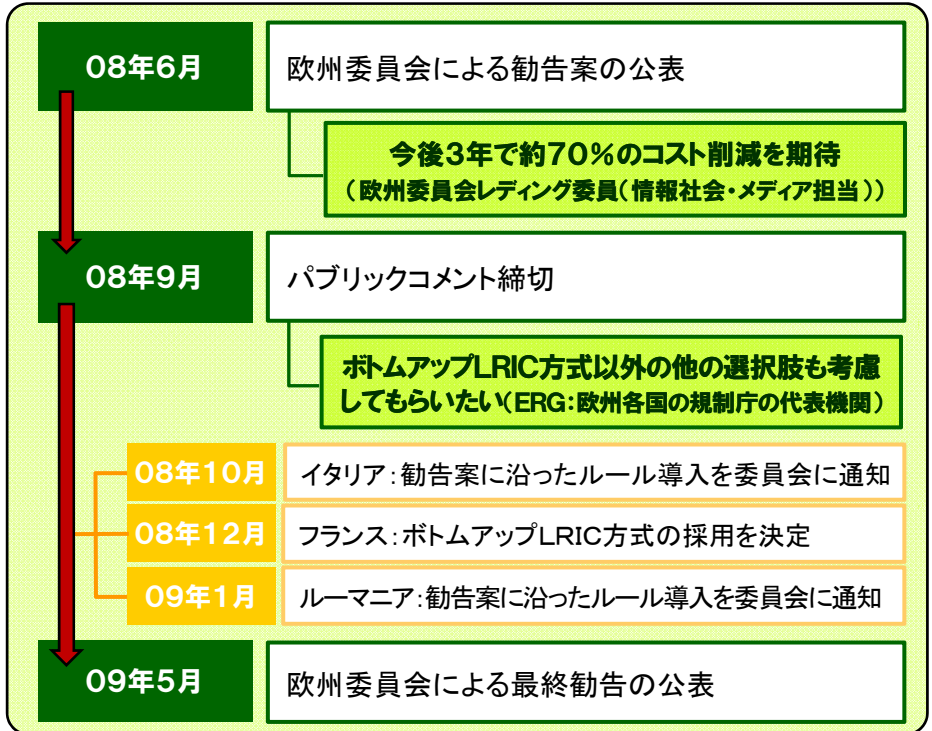 08年6月
欧州委員会による勧告案の公表
今後3年で約70%のコスト削減を期待
(欧州委員会レディング委員(情報社会・メディア担当))
08年9月
パブリックコメント締切
ボトムアップLRIC方式以外の他の選択肢も考慮
してもらいたい(ERG:欧州各国の規制庁の代表機関)
08年10月
イタリア:勧告案に沿ったルール導入を委員会に通知
08年12月
フランス:ボトムアップLRIC方式の採用を決定
09年1月
ルーマニア:勧告案に沿ったルール導入を委員会に通知
09年5月
欧州委員会による最終勧告の公表